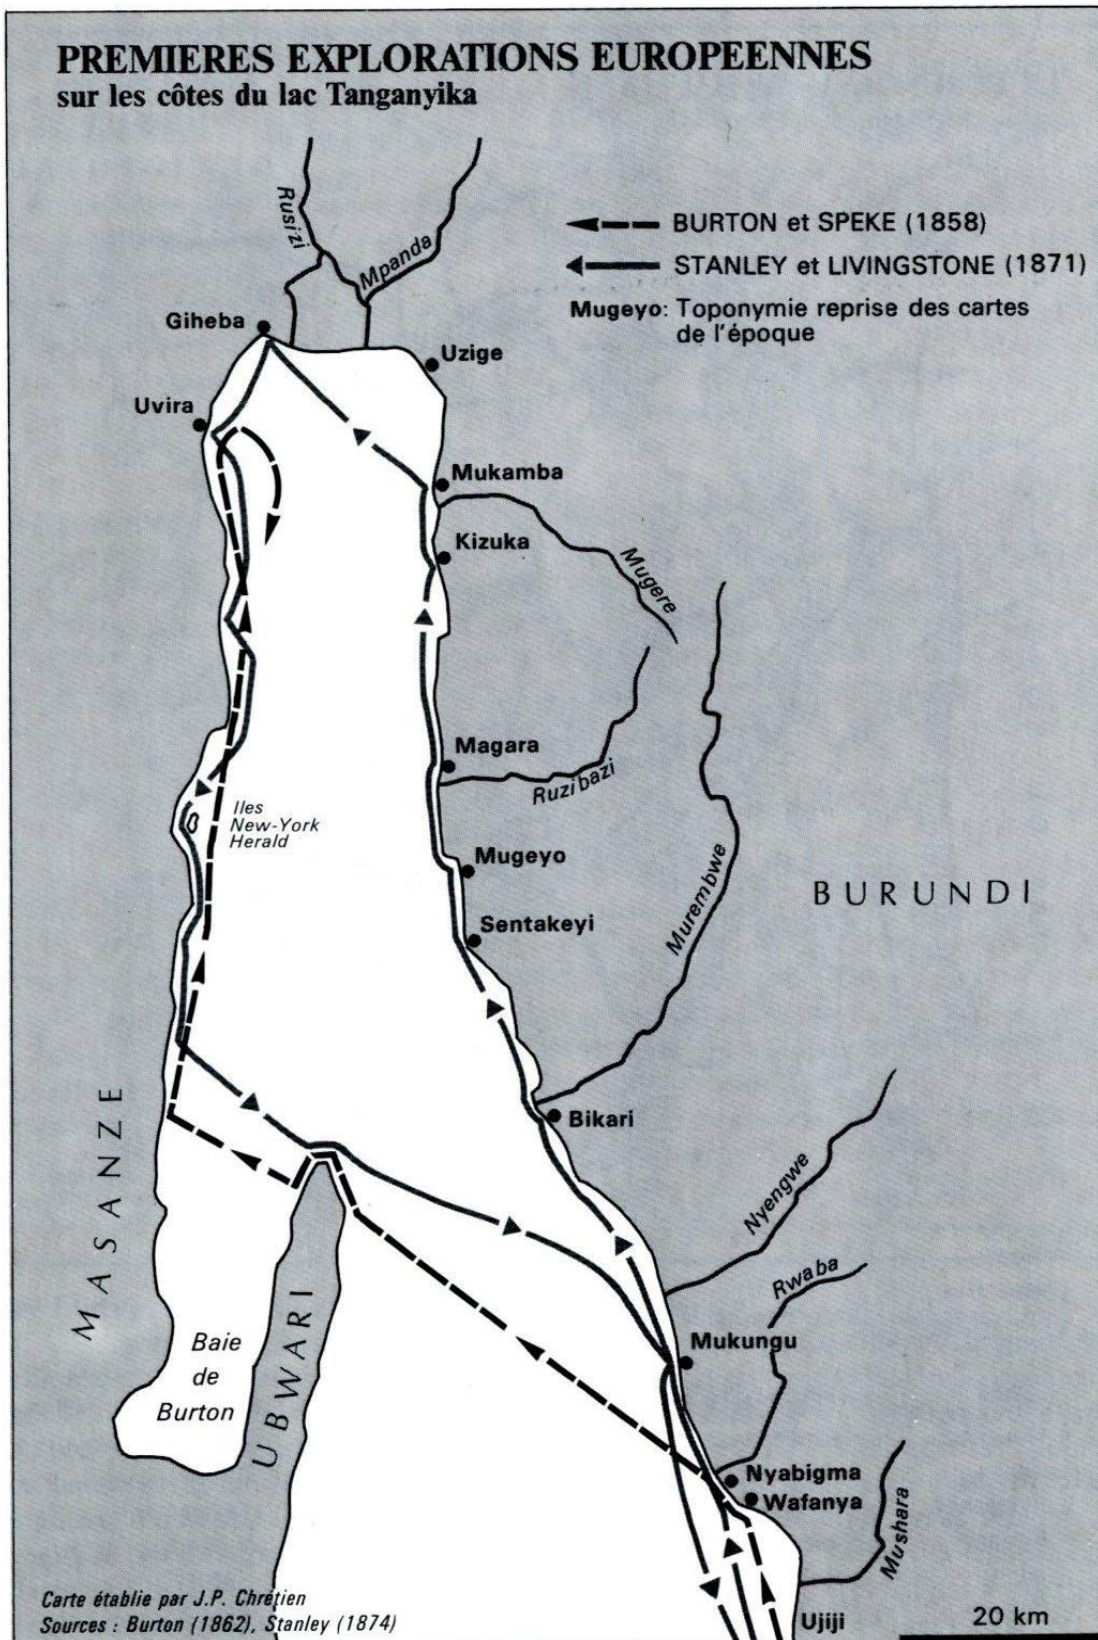 PREMIERES EXPLORATIONS EUROPEENNES
sur les côtes du lac Tanganyika
BURTON et SPEKE (1858)
STANLEY et LIVINGSTONE (1871)
Mugeyo: Toponymie reprise des cartes
de l'époque
Rusizi
Mpanda
Giheba
Uzige
Uvira
Mukamba
Kizuka
Mugere
Magara
Ruzibazi
Iles
New-York
Herald
Mugeyo
Murembwe
BURUNDI
Sentakeyi
Bikari
MASANZE
Nyengwe
Rwaba
UBWARI
Mukungu
Baie
de
Burton
Nyabigma
Wafanya
Mushara
Carte établie par J.P. Chrétien
Sources : Burton (1862), Stanley (1874)
Ujiji
20 km